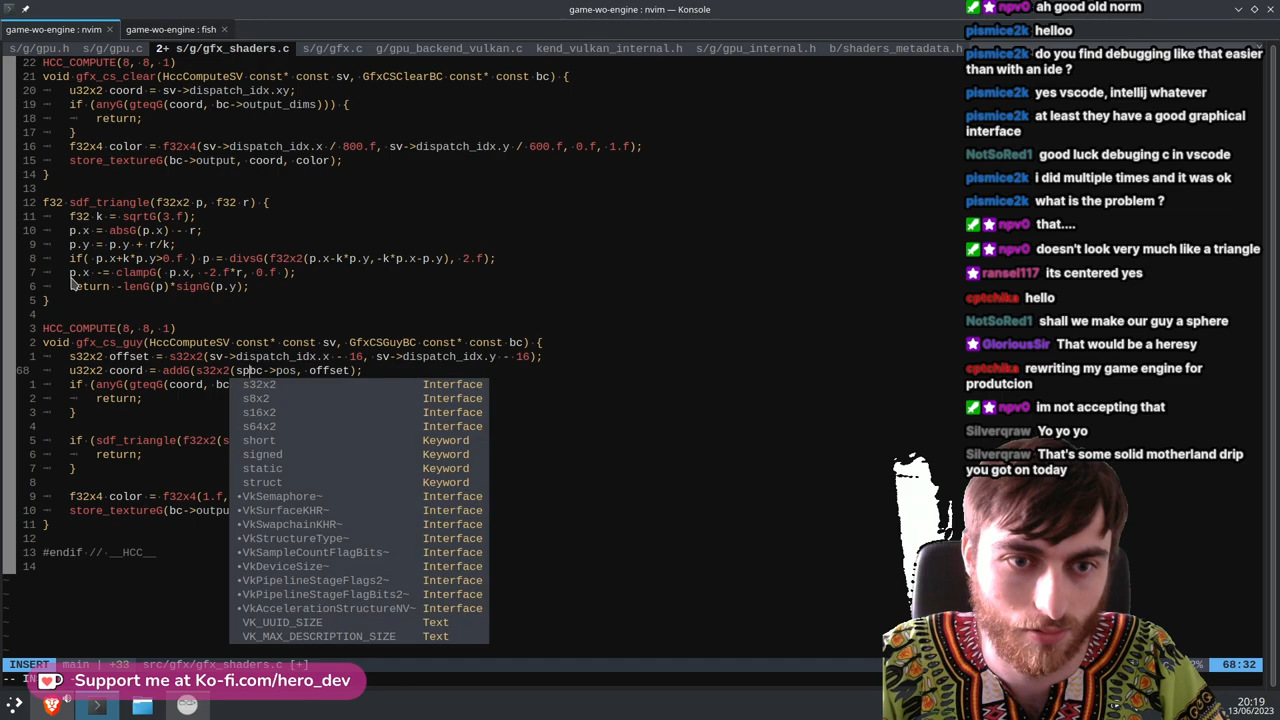 game-wo-engine : nvim — Konsole
game-wo-engine : nvim
game-wo-engine : fish
s/g/gpu.h s/g/gpu.c 2+ s/g/gfx_shaders.c s/g/gfx.c g/gpu_backend_vulkan.c kend_vulkan_internal.h s/g/gpu_internal.h b/shaders_metadata.h
22 HCC_COMPUTE(8, 8, 1)
21 void gfx_cs_clear(HccComputeSV const* const sv, GfxCSClearBC const* const bc) {
20 u32x2 coord = sv->dispatch_idx.xy;
19 if (anyG(gteqG(coord, bc->output_dims))) {
18 return;
17 }
16 f32x4 color = f32x4(sv->dispatch_idx.x / 800.f, sv->dispatch_idx.y / 600.f, 0.f, 1.f);
15 store_textureG(bc->output, coord, color);
14 }
13
12 f32 sdf_triangle(f32x2 p, f32 r) {
11 f32 k = sqrtG(3.f);
10 p.x = absG(p.x) - r;
9 p.y = p.y + r/k;
8 if( p.x+k*p.y>0.f ) p = divsG(f32x2(p.x-k*p.y,-k*p.x-p.y), 2.f);
7 p.x -= clampG( p.x, -2.f*r, 0.f );
6 return -lenG(p)*signG(p.y);
5 }
4
3 HCC_COMPUTE(8, 8, 1)
2 void gfx_cs_guy(HccComputeSV const* const sv, GfxCSGuyBC const* const bc) {
1 s32x2 offset = s32x2(sv->dispatch_idx.x - 16, sv->dispatch_idx.y - 16);
68 u32x2 coord = addG(s32x2(spbc->pos, offset);
1 if (anyG(gteqG(coord, bc
2 return;
3 }
4
5 if (sdf_triangle(f32x2(s
6 return;
7 }
8
9 f32x4 color = f32x4(1.f,
10 store_textureG(bc->outpu
11 }
12
13 #endif // __HCC__
14
s32x2 Interface
s8x2 Interface
s16x2 Interface
s64x2 Interface
short Keyword
signed Keyword
static Keyword
struct Keyword
•VkSemaphore~ Interface
•VkSurfaceKHR~ Interface
•VkSwapchainKHR~ Interface
•VkStructureType~ Interface
•VkSampleCountFlagBits~ Interface
•VkDeviceSize~ Interface
•VkPipelineStageFlags2~ Interface
•VkPipelineStageFlagBits2~ Interface
•VkAccelerationStructureNV~ Interface
VK_UUID_SIZE Text
VK_MAX_DESCRIPTION_SIZE Text
INSERT main | +33 src/gfx/gfx_shaders.c [+] 68:32
Support me at Ko-fi.com/hero_dev
20:19
13/06/2023
npv0 ah good old norm
pismice2k helloo
pismice2k do you find debugging like that easier
than with an ide ?
pismice2k yes vscode, intellij whatever
pismice2k at least they have a good graphical
interface
NotSoRed1 good luck debuging c in vscode
pismice2k i did multiple times and it was ok
pismice2k what is the problem ?
npv0 that....
npv0 doesn't look very much like a triangle
ransel117 its centered yes
cptchika hello
NotSoRed1 shall we make our guy a sphere
GloriousSir That would be a heresy
cptchika rewriting my game engine for
produtcion
npv0 im not accepting that
Silverqraw Yo yo yo
Silverqraw That's some solid motherland drip
you got on today